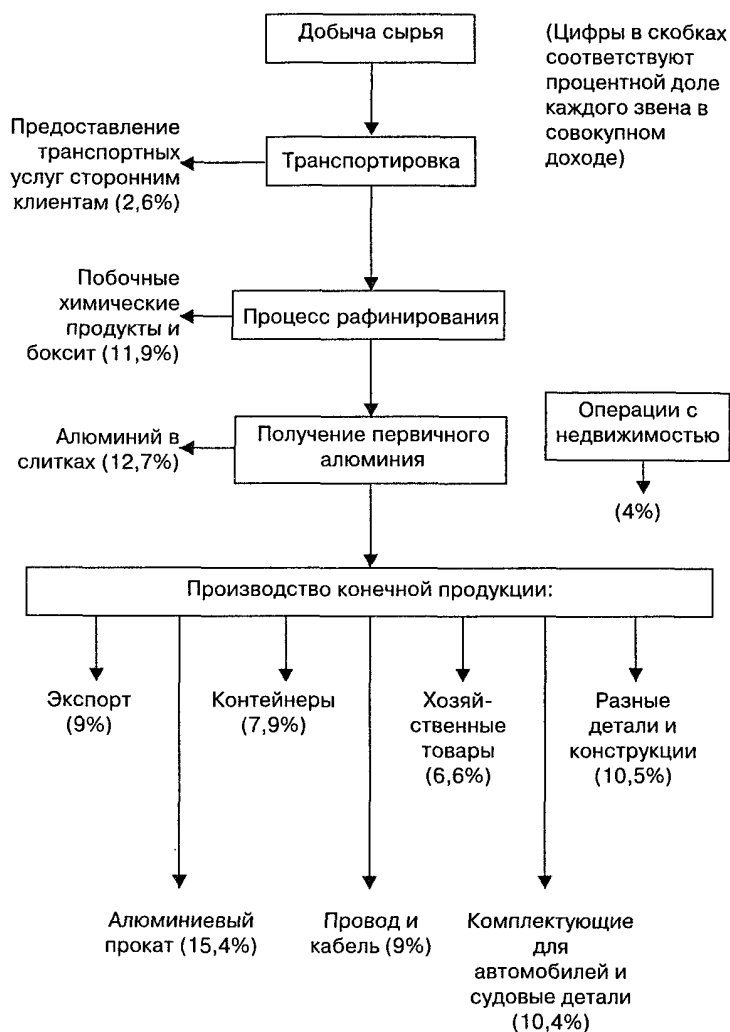 Добыча сырья
(Цифры в скобках
соответствуют
процентной доле
каждого звена в
совокупном
доходе)
Предоставление
транспортных
услуг сторонним
клиентам (2,6%)
Транспортировка
Побочные
химические
продукты и
боксит (11,9%)
Процесс рафинирования
Алюминий в
слитках (12,7%)
Получение первичного
алюминия
Операции с
недвижимостью
(4%)
Производство конечной продукции:
Экспорт
(9%)
Контейнеры
(7,9%)
Хозяй-
ственные
товары
(6,6%)
Разные
детали и
конструкции
(10,5%)
Алюминиевый
прокат (15,4%)
Провод и
кабель (9%)
Комплектующие
для
автомобилей и
судовые детали
(10,4%)